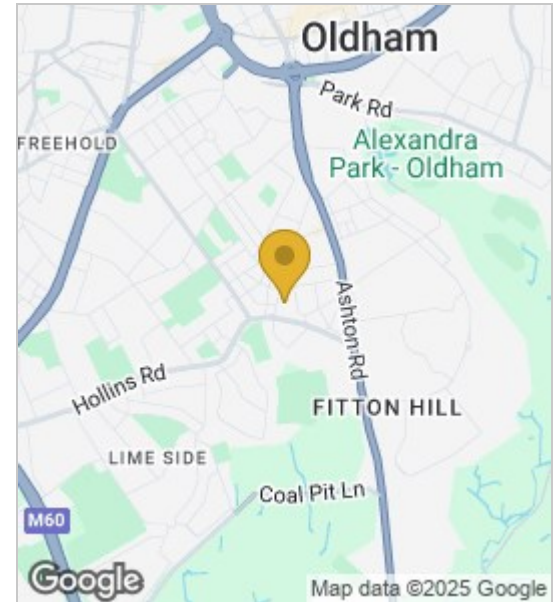 Oldham
Park Rd
FREEHOLD
Alexandra
Park - Oldham
Ashton Rd
Hollins Rd
FITTON HILL
LIME SIDE
Coal Pit Ln
M60
Google
Map data ©2025 Google